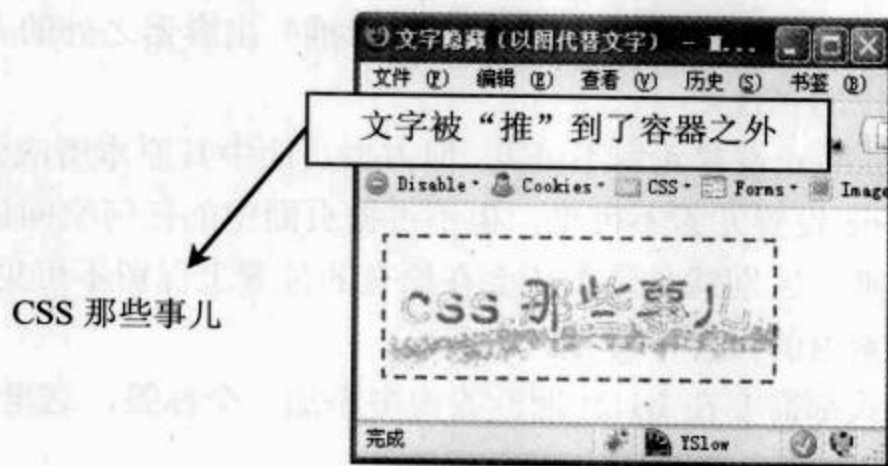 文字隐藏（以图代替文字） - M...
文件 (F) 编辑 (E) 查看 (V) 历史 (S) 书签 (B)
文字被“推”到了容器之外
Disable Cookies CSS Forms Image
CSS 那些事儿
CSS 那些事儿
完成 YSlow